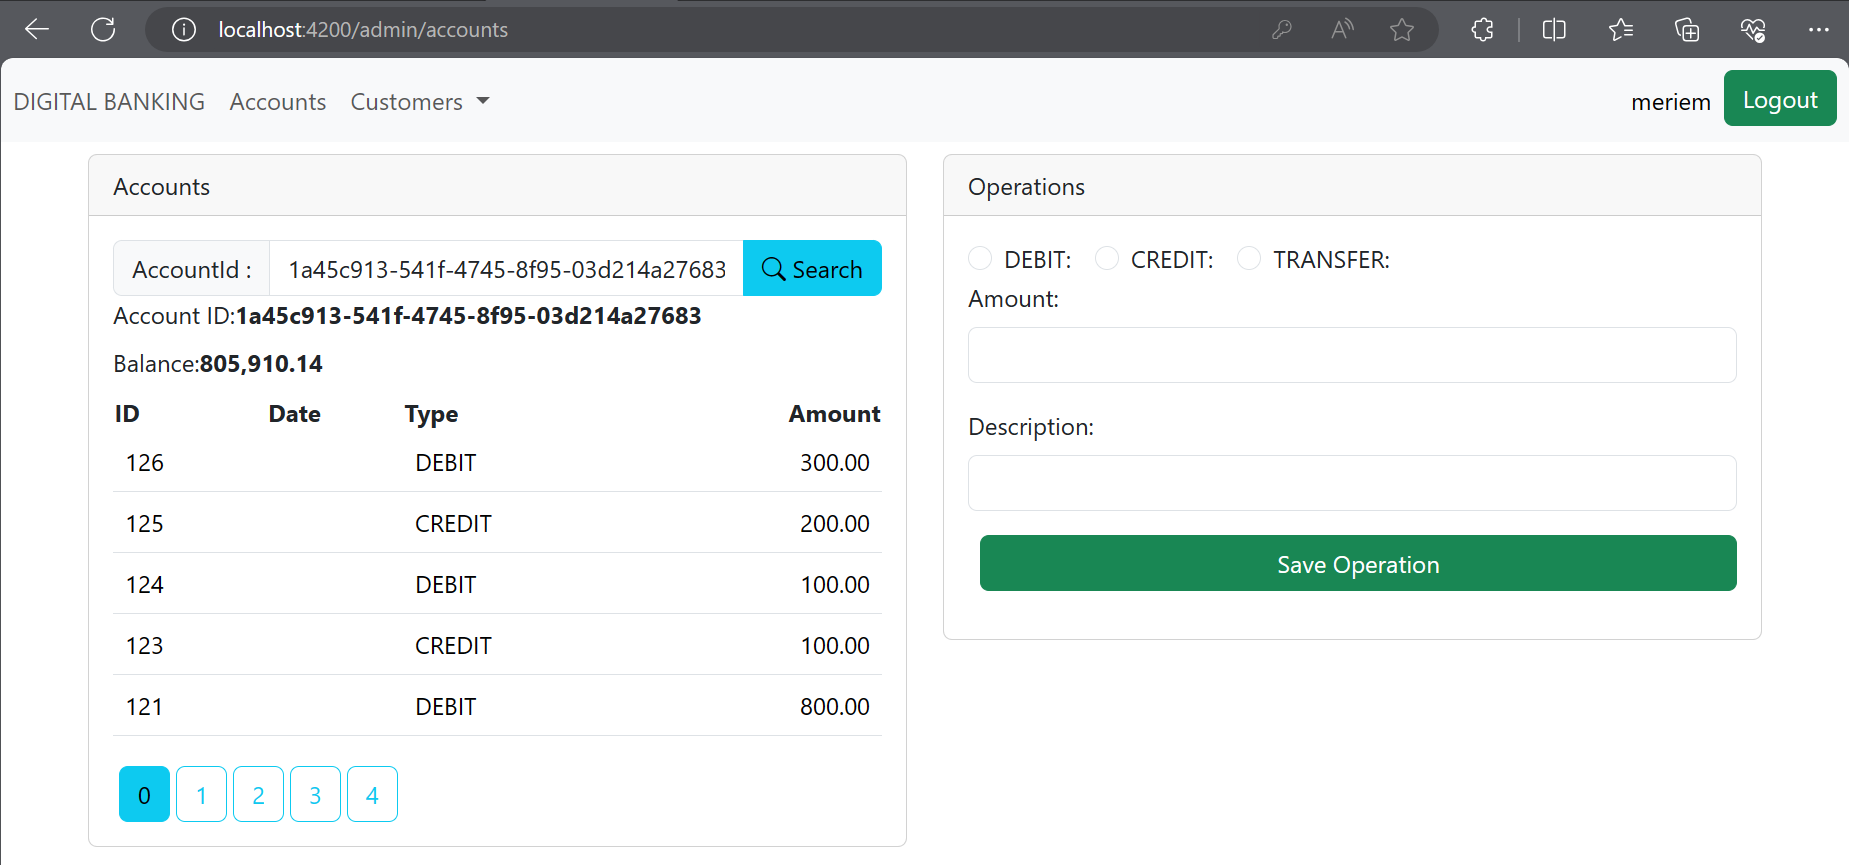 localhost:4200/admin/accounts
DIGITAL BANKING Accounts Customers meriem Logout
Accounts
AccountId : 1a45c913-541f-4745-8f95-03d214a27683 Search
Account ID:1a45c913-541f-4745-8f95-03d214a27683
Balance:805,910.14
ID Date Type Amount
126 DEBIT 300.00
125 CREDIT 200.00
124 DEBIT 100.00
123 CREDIT 100.00
121 DEBIT 800.00
0 1 2 3 4
Operations
DEBIT: CREDIT: TRANSFER:
Amount:
Description:
Save Operation